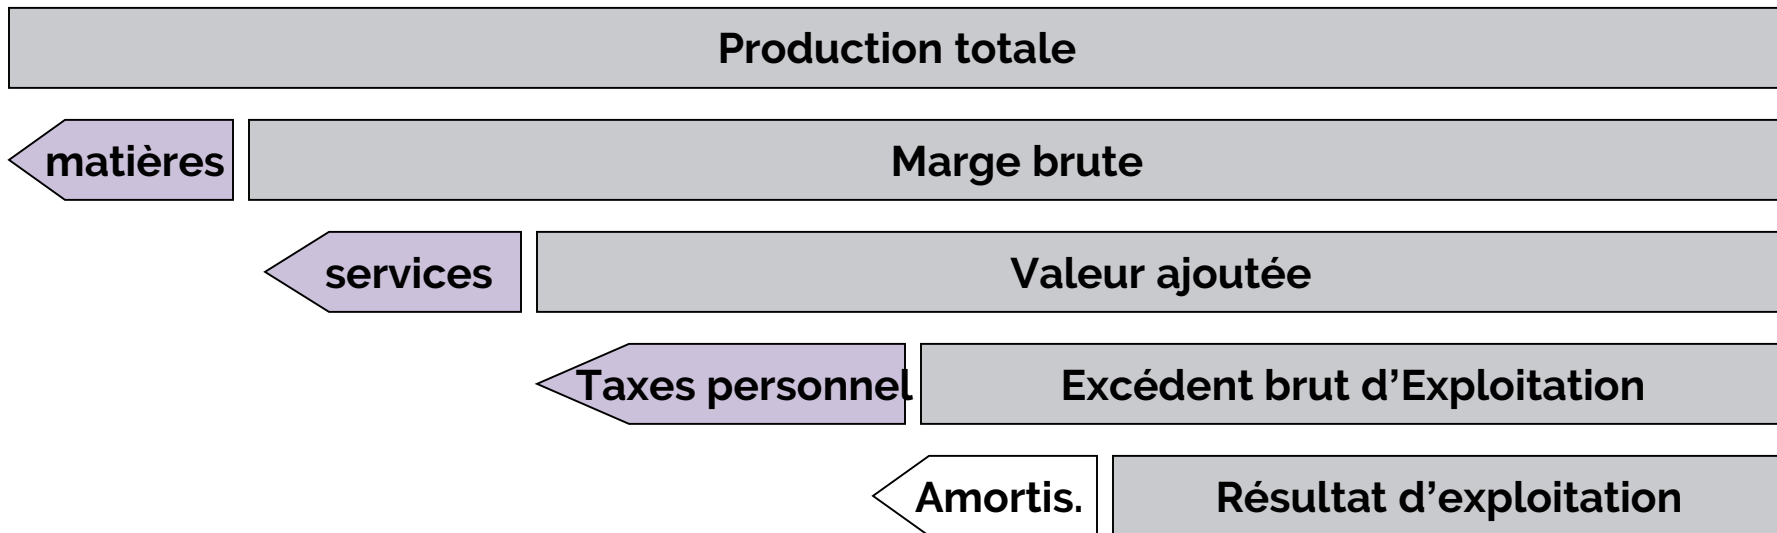 Production totale
matières Marge brute
services Valeur ajoutée
Taxes personnel Excédent brut d’Exploitation
Amortis. Résultat d’exploitation